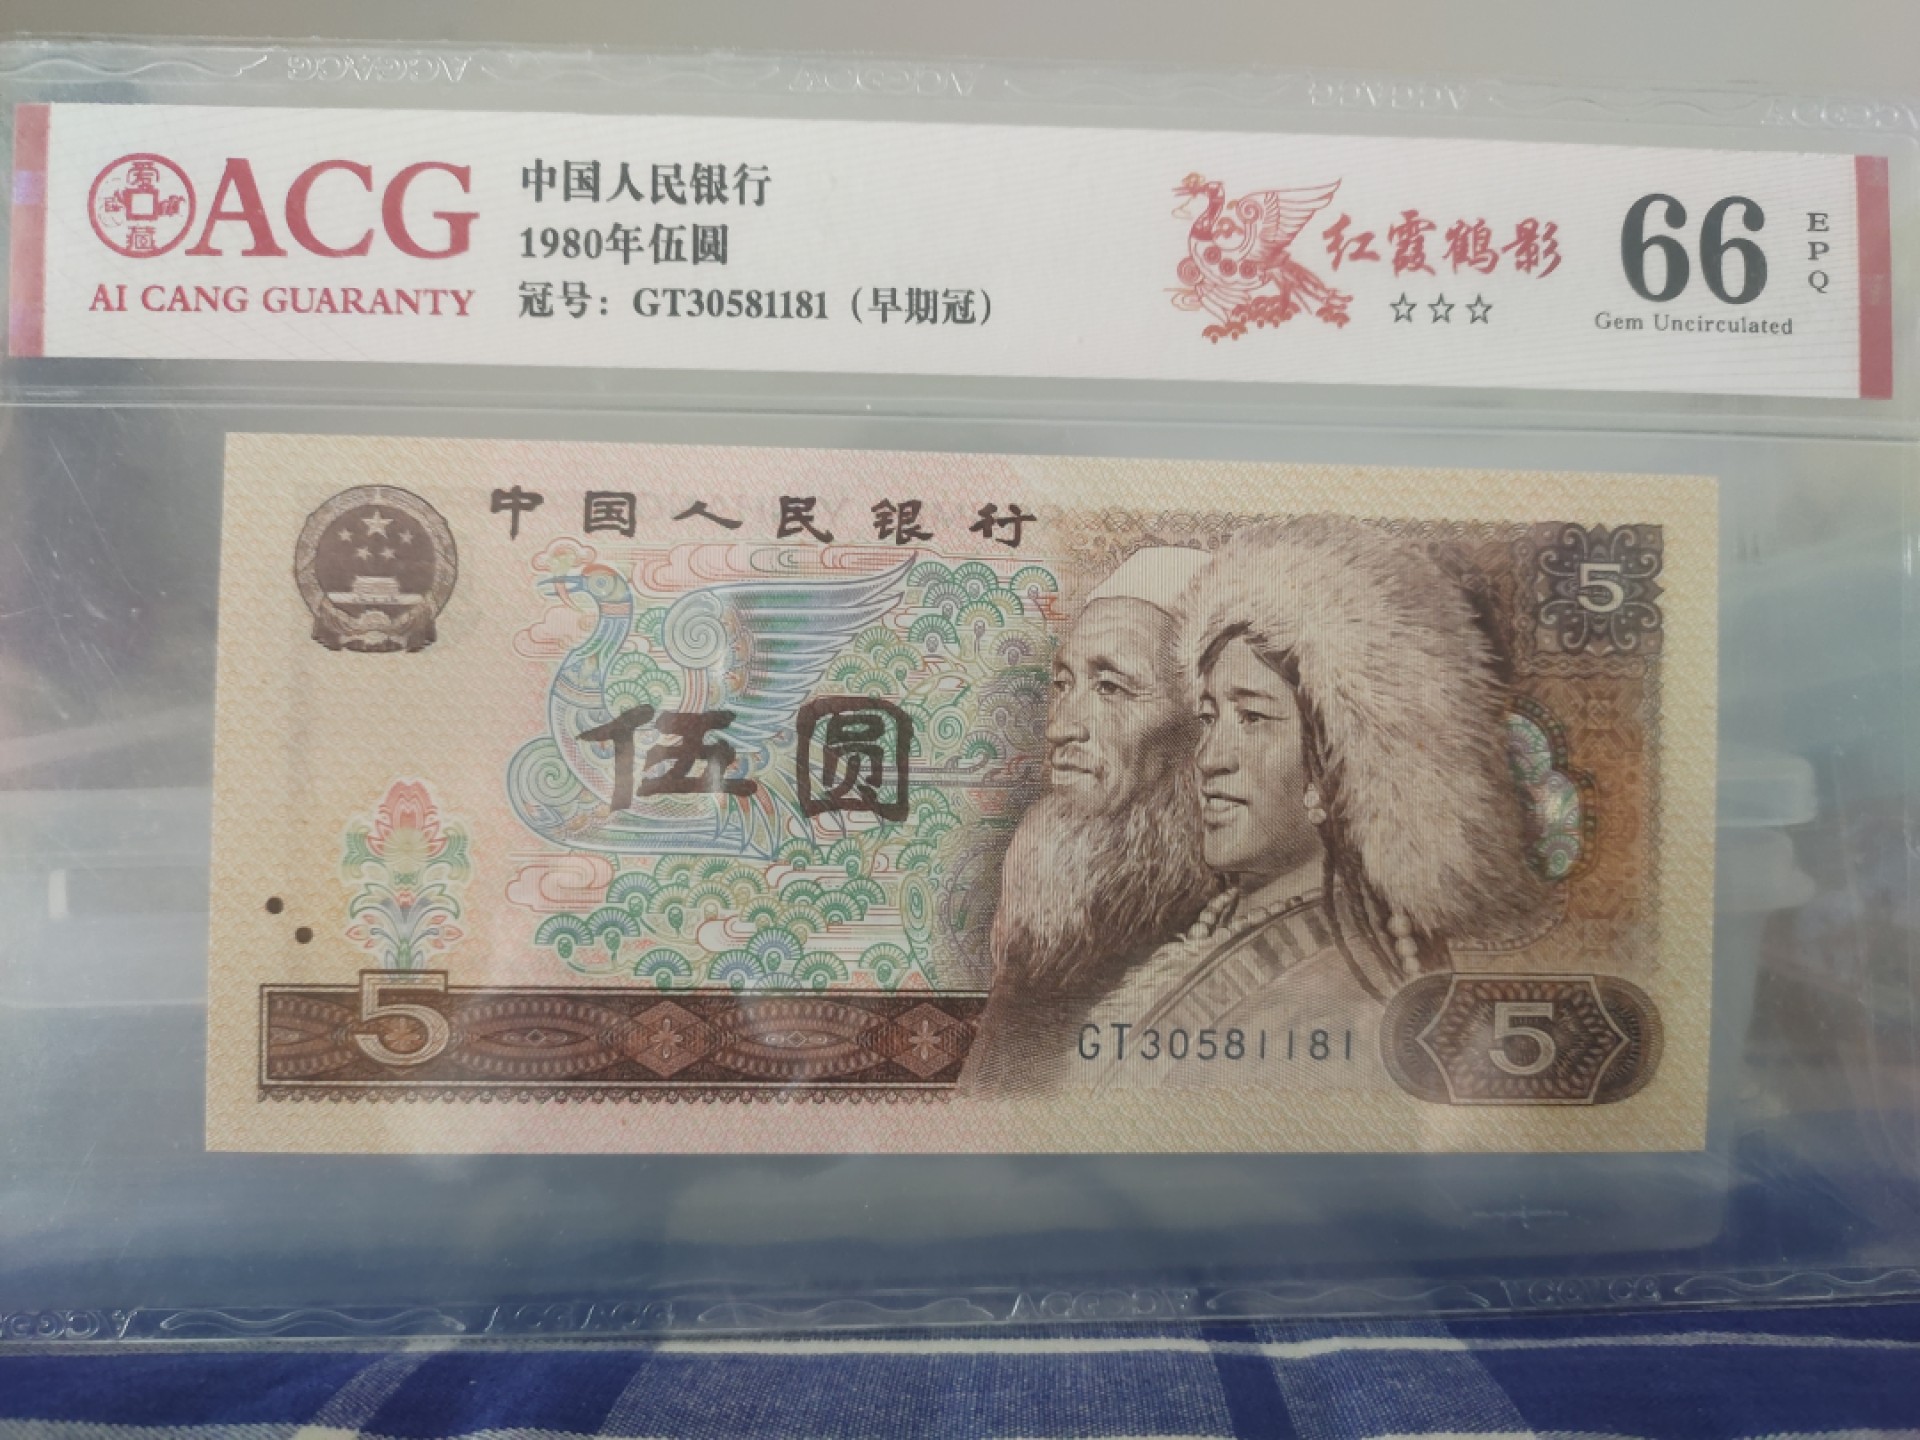 ACG
AI CANG GUARANTY
中国人民银行
1980年伍圆
冠号：GT30581181（早期冠）
红霞鹤影
☆☆☆
66
EPQ
Gem Uncirculated
中国人民银行
5
伍圆
5
GT30581181
5